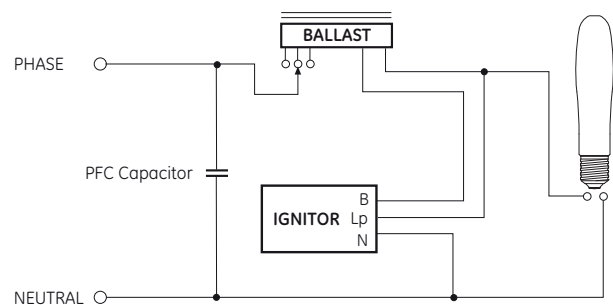 BALLAST
PHASE
PFC Capacitor
B
IGNITOR Lp
N
NEUTRAL